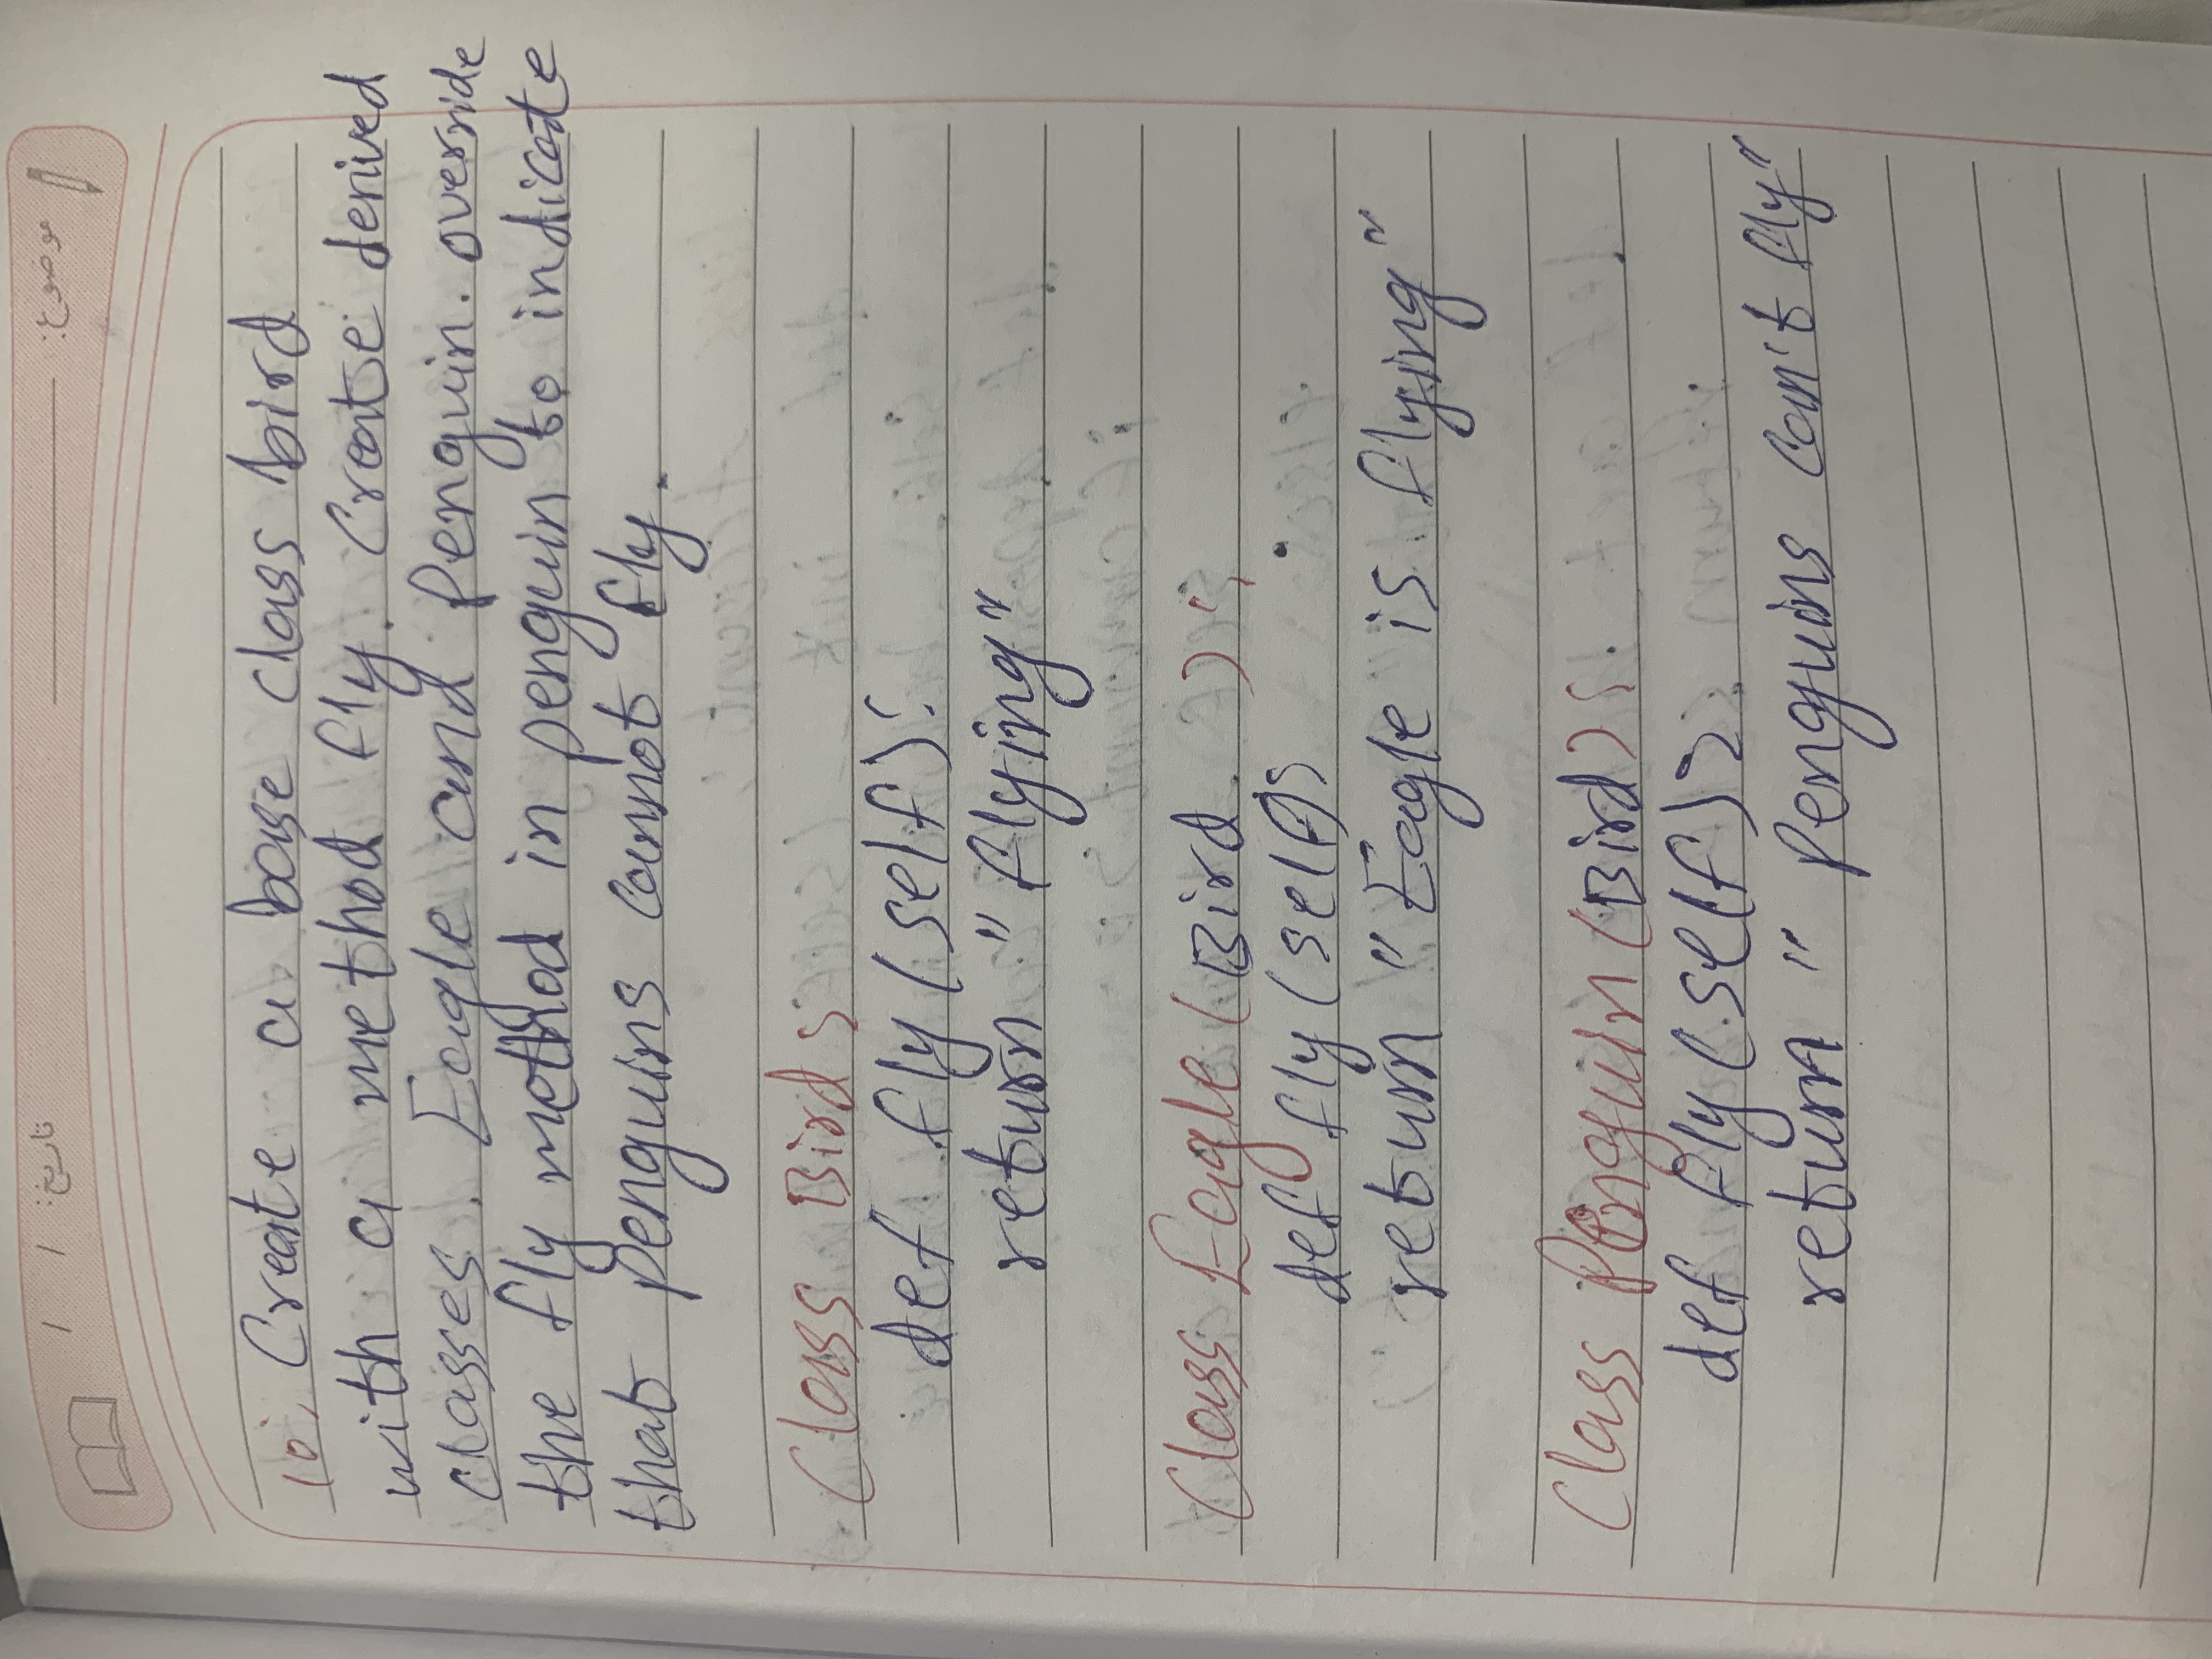 موضوع: تاریخ: / /
10. Create a base class bird
with a method fly. Create derived
classes. Eagle and Penguin. override
the fly method in penguin to indicate
that penguins cannot fly.
Class Bird:
def fly (self):
return "flying"
Class Eagle (Bird ):
def fly (self):
return "Eagle is flying"
Class Penguin (Bird):
def fly (self):
return "Penguins can't fly"